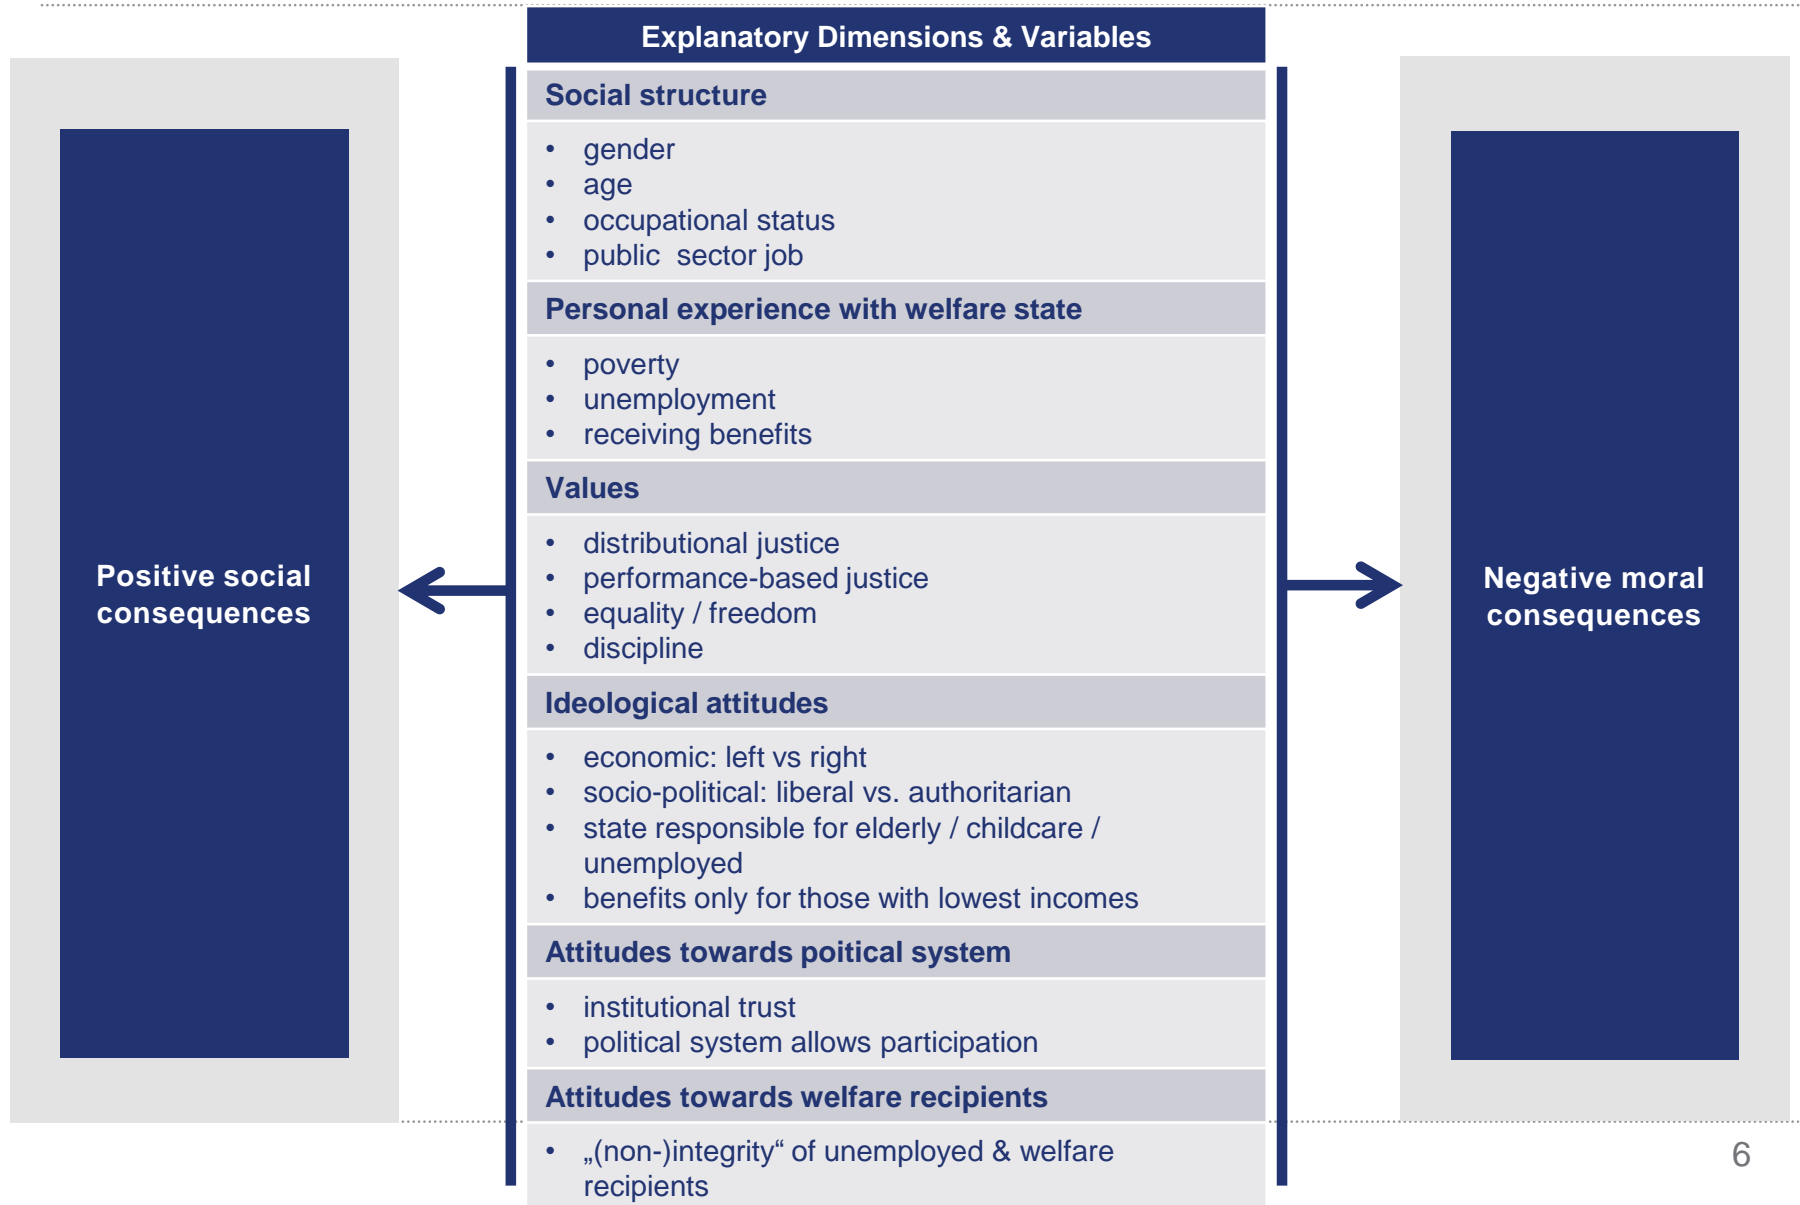 Explanatory Dimensions & Variables
Social structure
• gender
• age
• occupational status
• public  sector job
Personal experience with welfare state
• poverty
• unemployment
• receiving benefits
Values
• distributional justice
• performance-based justice
• equality / freedom
• discipline
Ideological attitudes
• economic: left vs right
• socio-political: liberal vs. authoritarian
• state responsible for elderly / childcare /
unemployed
• benefits only for those with lowest incomes
Attitudes towards poitical system
• institutional trust
• political system allows participation
Attitudes towards welfare recipients
• „(non-)integrity“ of unemployed & welfare
recipients
Positive social
consequences
Negative moral
consequences
6